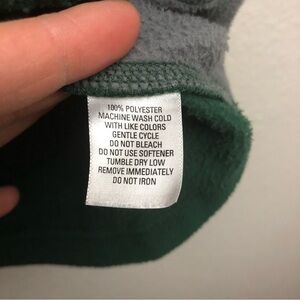 100% POLYESTER
MACHINE WASH COLD
WITH LIKE COLORS
GENTLE CYCLE
DO NOT BLEACH
DO NOT USE SOFTENER
TUMBLE DRY LOW
REMOVE IMMEDIATELY
DO NOT IRON